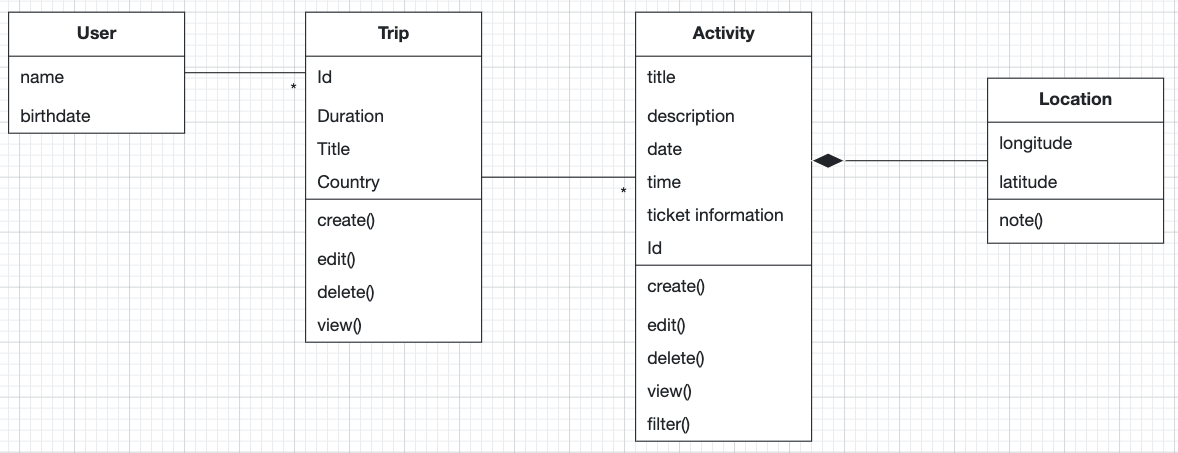 User
name
birthdate
*
Trip
Id
Duration
Title
Country
create()
edit()
delete()
view()
*
Activity
title
description
date
time
ticket information
Id
create()
edit()
delete()
view()
filter()
Location
longitude
latitude
note()